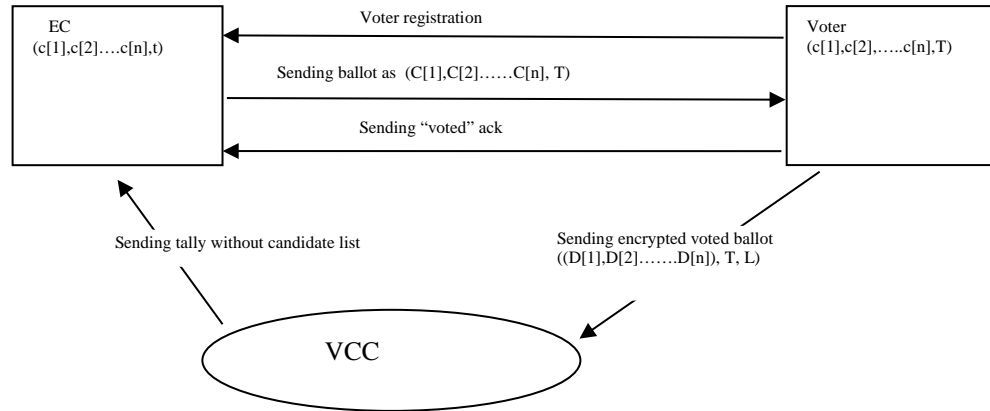 EC
(c[1],c[2]….c[n],t)
Voter registration
Voter
(c[1],c[2],…..c[n],T)
Sending ballot as (C[1],C[2]……C[n], T)
Sending “voted” ack
Sending tally without candidate list
Sending encrypted voted ballot
((D[1],D[2]…….D[n]), T, L)
VCC